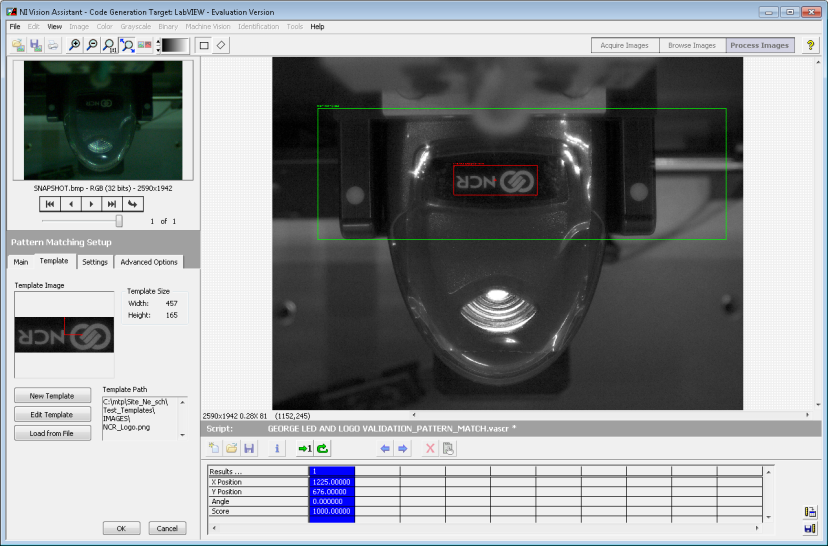 NI Vision Assistant - Code Generation Target: LabVIEW - Evaluation Version
File Edit View Image Color Grayscale Binary Machine Vision Identification Tools Help
Acquire Images Browse Images Process Images
NCR
SNAPSHOT.bmp - RGB (32 bits) - 2590x1942
1 of 1
Pattern Matching Setup
Main Template Settings Advanced Options
Template Image
Template Size
Width: 457
Height: 165
NCR
New Template
Edit Template
Load from File
Template Path
C:\mtp\Site_Ne_sch\
Test_Templates\
IMAGES\
NCR_Logo.png
OK Cancel
NCR
2590x1942 0.28X 81 (1152,245)
Script: GEORGE LED AND LOGO VALIDATION_PATTERN_MATCH.vascr *
Results ... 1
X Position 1225.00000
Y Position 676.00000
Angle 0.000000
Score 1000.00000